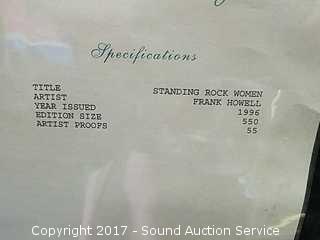 Specifications
TITLE STANDING ROCK WOMEN
ARTIST FRANK HOWELL
YEAR ISSUED 1996
EDITION SIZE 550
ARTIST PROOFS 55
Copyright 2017 - Sound Auction Service